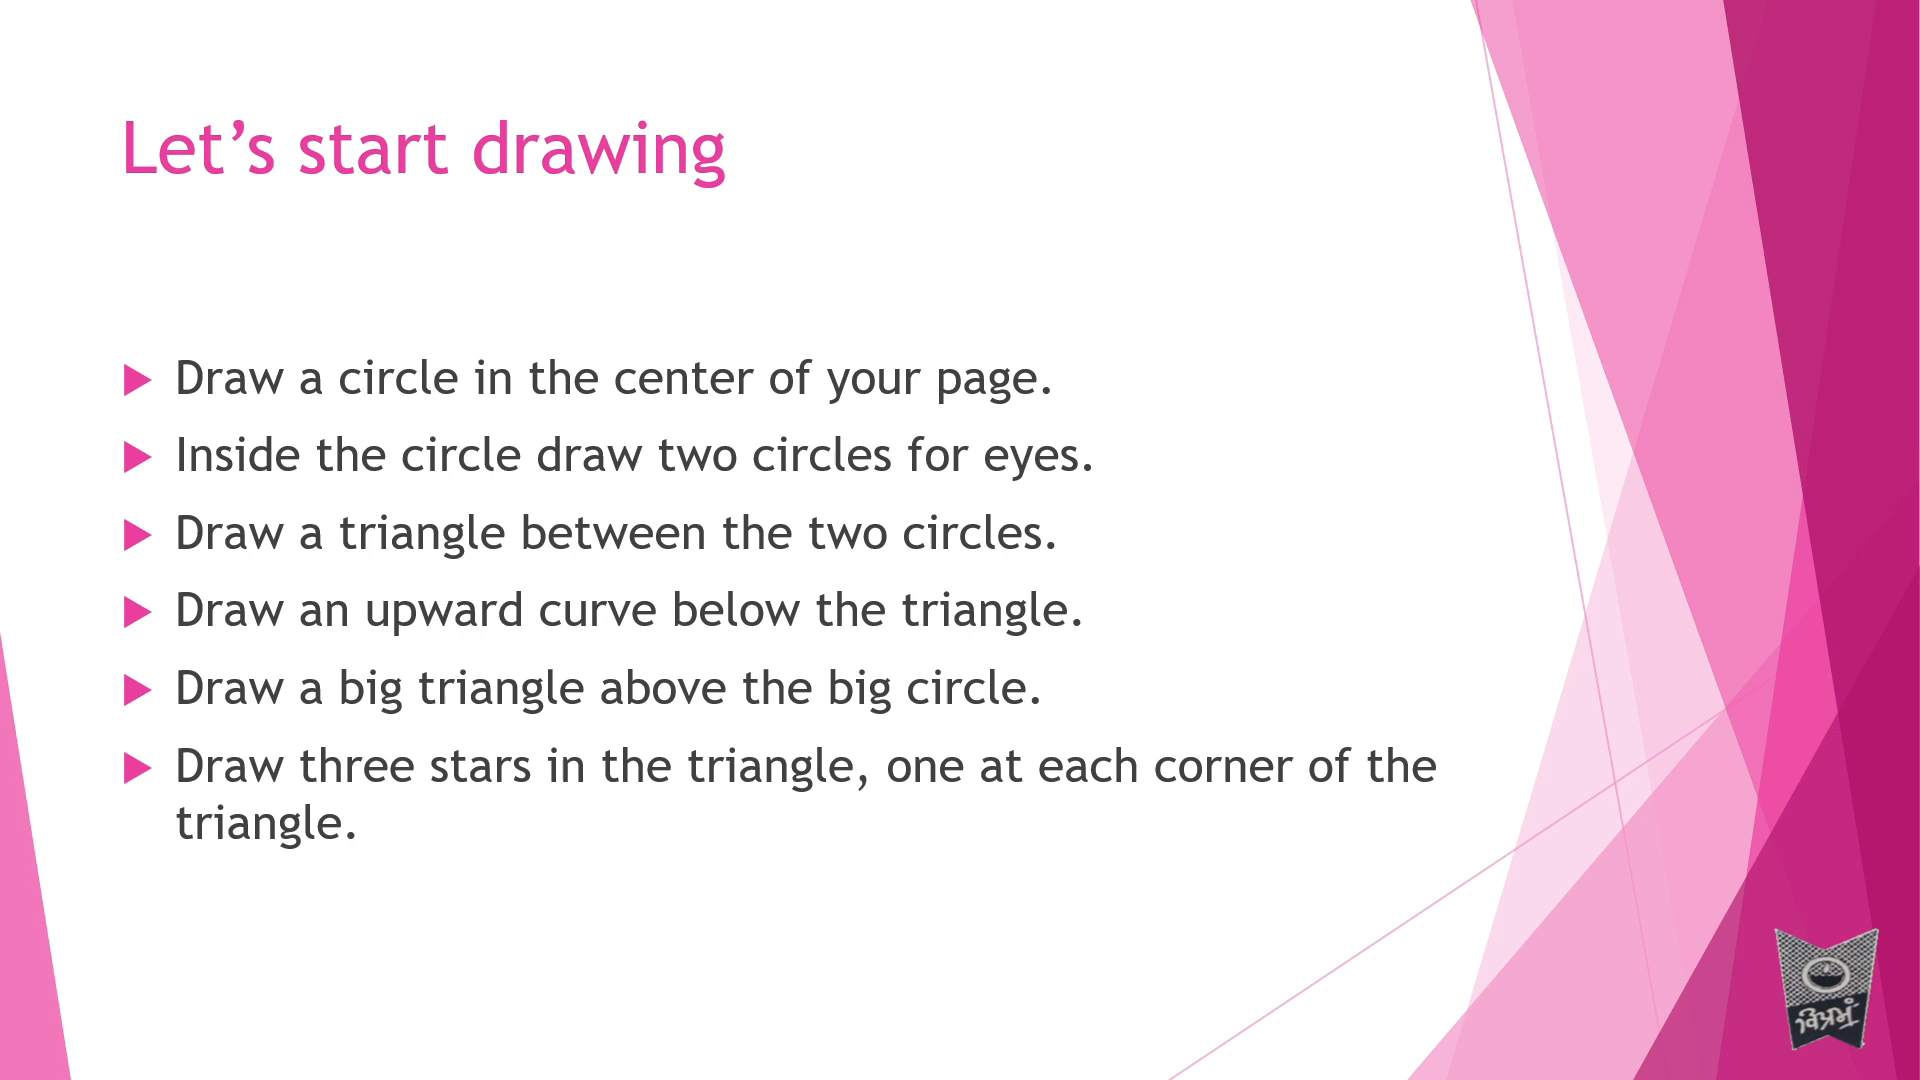 Let’s start drawing
Draw a circle in the center of your page.
Inside the circle draw two circles for eyes.
Draw a triangle between the two circles.
Draw an upward curve below the triangle.
Draw a big triangle above the big circle.
Draw three stars in the triangle, one at each corner of the
triangle.